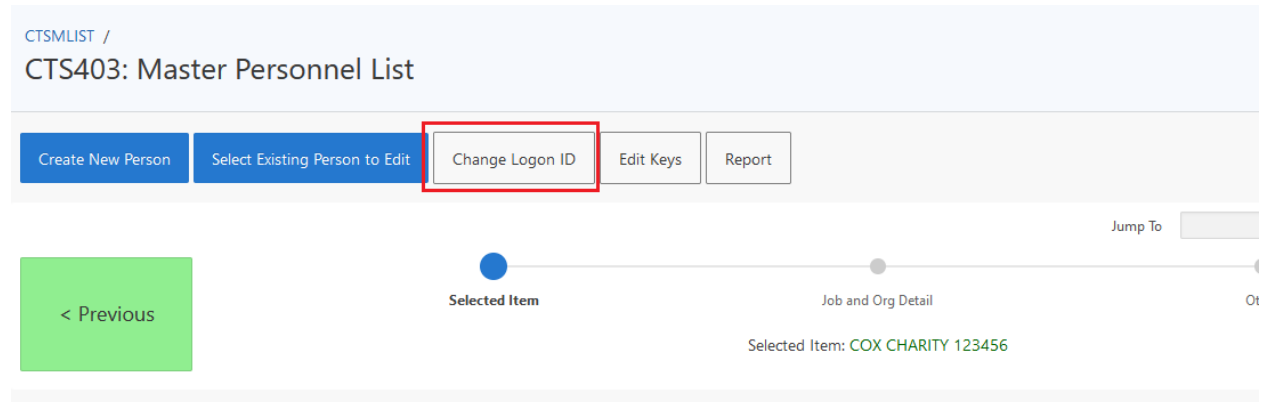 CTSMLIST /
CTS403: Master Personnel List
Create New Person Select Existing Person to Edit Change Logon ID Edit Keys Report
Jump To
< Previous
Selected Item Job and Org Detail
Selected Item: COX CHARITY 123456